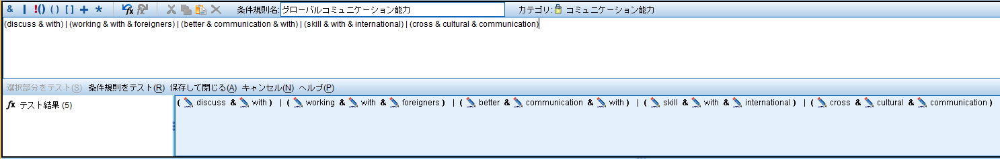 & | !() () [] + * fx fx 条件規則名: グローバルコミュニケーション能力 カテゴリ: コミュニケーション能力
(discuss & with) | (working & with & foreigners) | (better & communication & with) | (skill & with & international) | (cross & cultural & communication)
選択部分をテスト(S) 条件規則をテスト(R) 保存して閉じる(A) キャンセル(N) ヘルプ(P)
fx テスト結果 (5) ( discuss & with ) | ( working & with & foreigners ) | ( better & communication & with ) | ( skill & with & international ) | ( cross & cultural & communication )